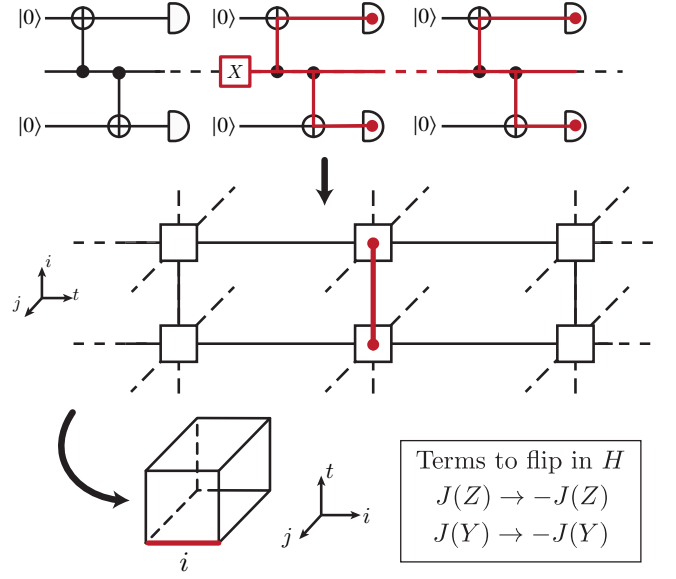 |0⟩ |0⟩ |0⟩
X
|0⟩ |0⟩ |0⟩
i
j t
t
j i
i
Terms to flip in H
J(Z) → −J(Z)
J(Y) → −J(Y)